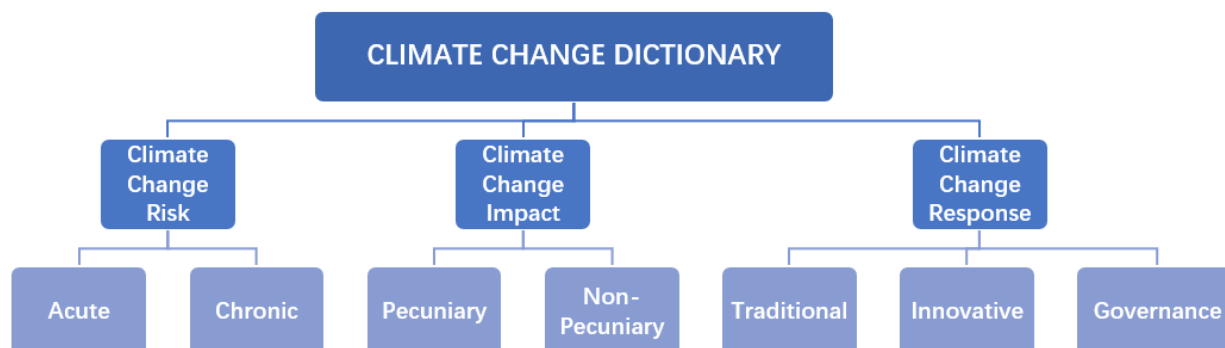 CLIMATE CHANGE DICTIONARY
Climate
Change
Risk
Climate
Change
Impact
Climate
Change
Response
Acute
Chronic
Pecuniary
Non-
Pecuniary
Traditional
Innovative
Governance